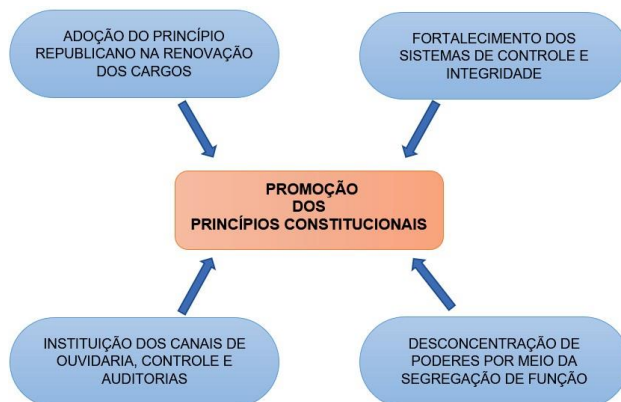 ADOÇÃO DO PRINCÍPIO
REPUBLICANO NA RENOVAÇÃO
DOS CARGOS
FORTALECIMENTO DOS
SISTEMAS DE CONTROLE E
INTEGRIDADE
PROMOÇÃO
DOS
PRINCÍPIOS CONSTITUCIONAIS
INSTITUIÇÃO DOS CANAIS DE
OUVIDARIA, CONTROLE E
AUDITORIAS
DESCONCENTRAÇÃO DE
PODERES POR MEIO DA
SEGREGAÇÃO DE FUNÇÃO